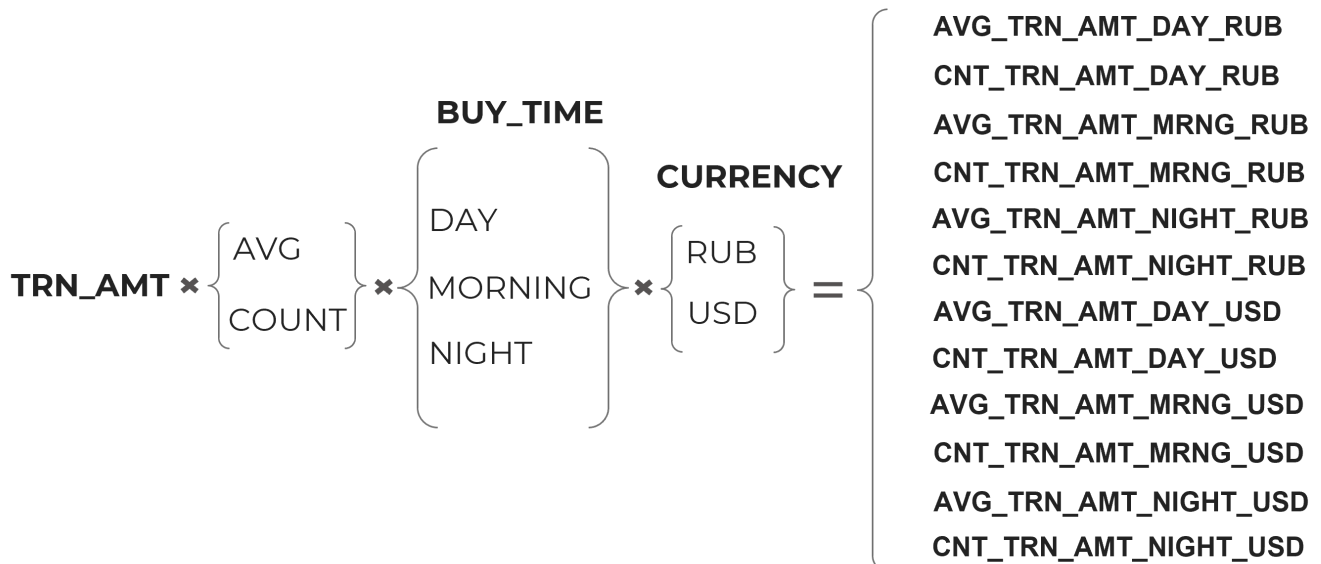 TRN_AMT ×
AVG
COUNT
×
BUY_TIME
DAY
MORNING
NIGHT
×
CURRENCY
RUB
USD
=
AVG_TRN_AMT_DAY_RUB
CNT_TRN_AMT_DAY_RUB
AVG_TRN_AMT_MRNG_RUB
CNT_TRN_AMT_MRNG_RUB
AVG_TRN_AMT_NIGHT_RUB
CNT_TRN_AMT_NIGHT_RUB
AVG_TRN_AMT_DAY_USD
CNT_TRN_AMT_DAY_USD
AVG_TRN_AMT_MRNG_USD
CNT_TRN_AMT_MRNG_USD
AVG_TRN_AMT_NIGHT_USD
CNT_TRN_AMT_NIGHT_USD